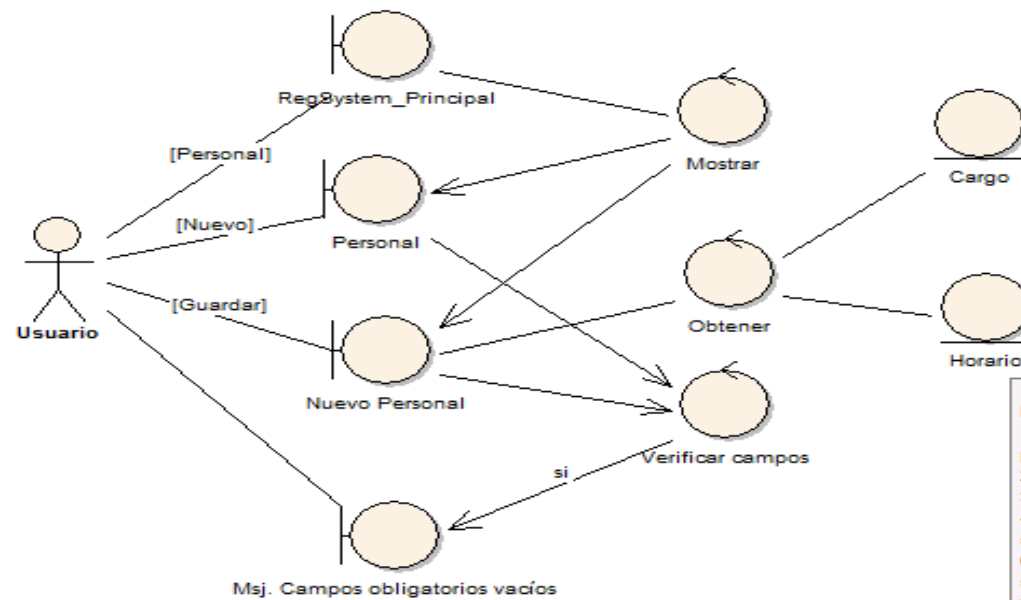 RegSystem_Principal
[Personal]
Mostrar
Cargo
[Nuevo]
Personal
Usuario
[Guardar]
Obtener
Horario
Nuevo Personal
Verificar campos
si
Msj. Campos obligatorios vacíos